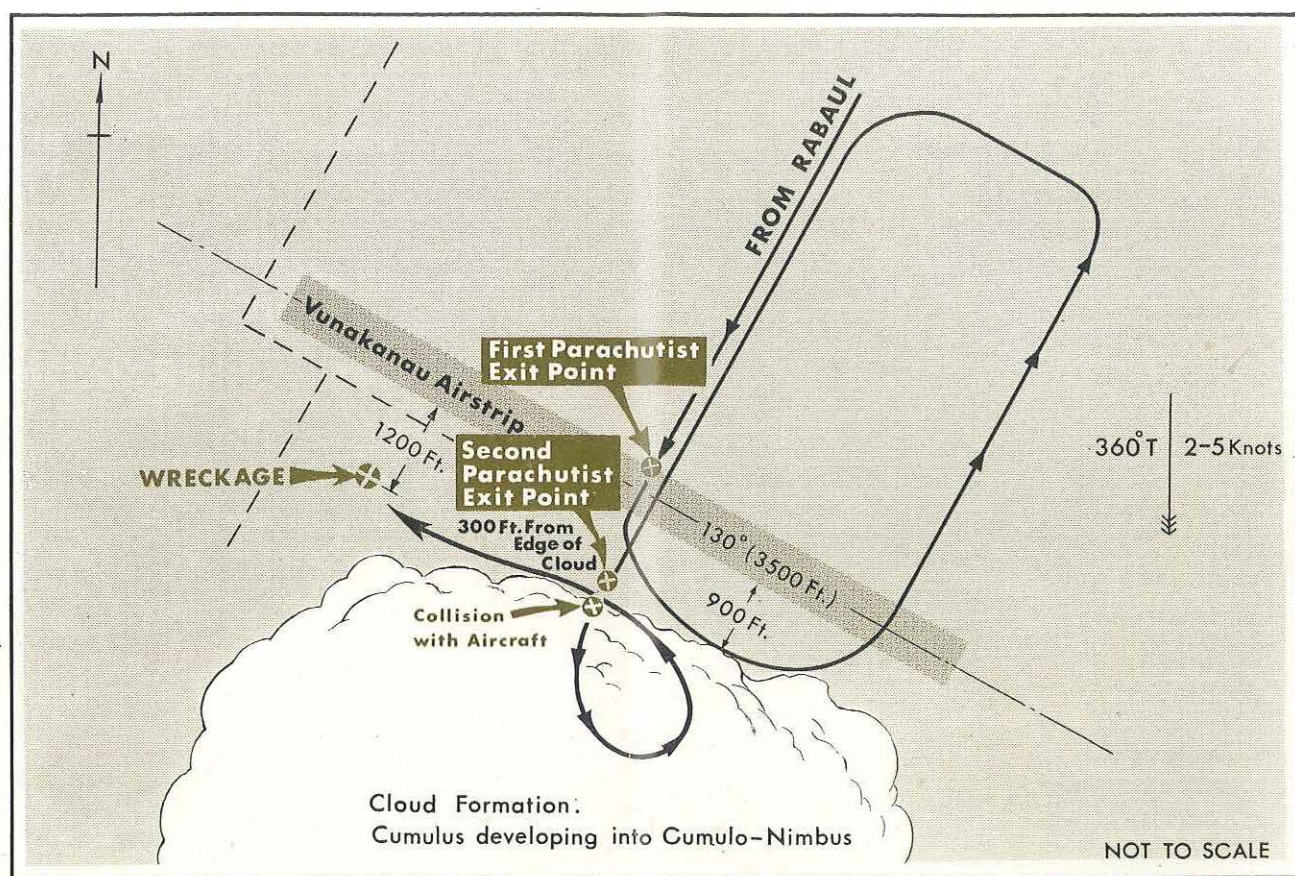 N
FROM RABAUL
Vunakanau Airstrip
First Parachutist
Exit Point
1200 Ft.
Second
Parachutist
Exit Point
WRECKAGE
360°T 2-5 Knots
300 Ft. From
Edge of
Cloud
130° (3500 Ft.)
900 Ft.
Collision
with Aircraft
Cloud Formation:
Cumulus developing into Cumulo-Nimbus
NOT TO SCALE